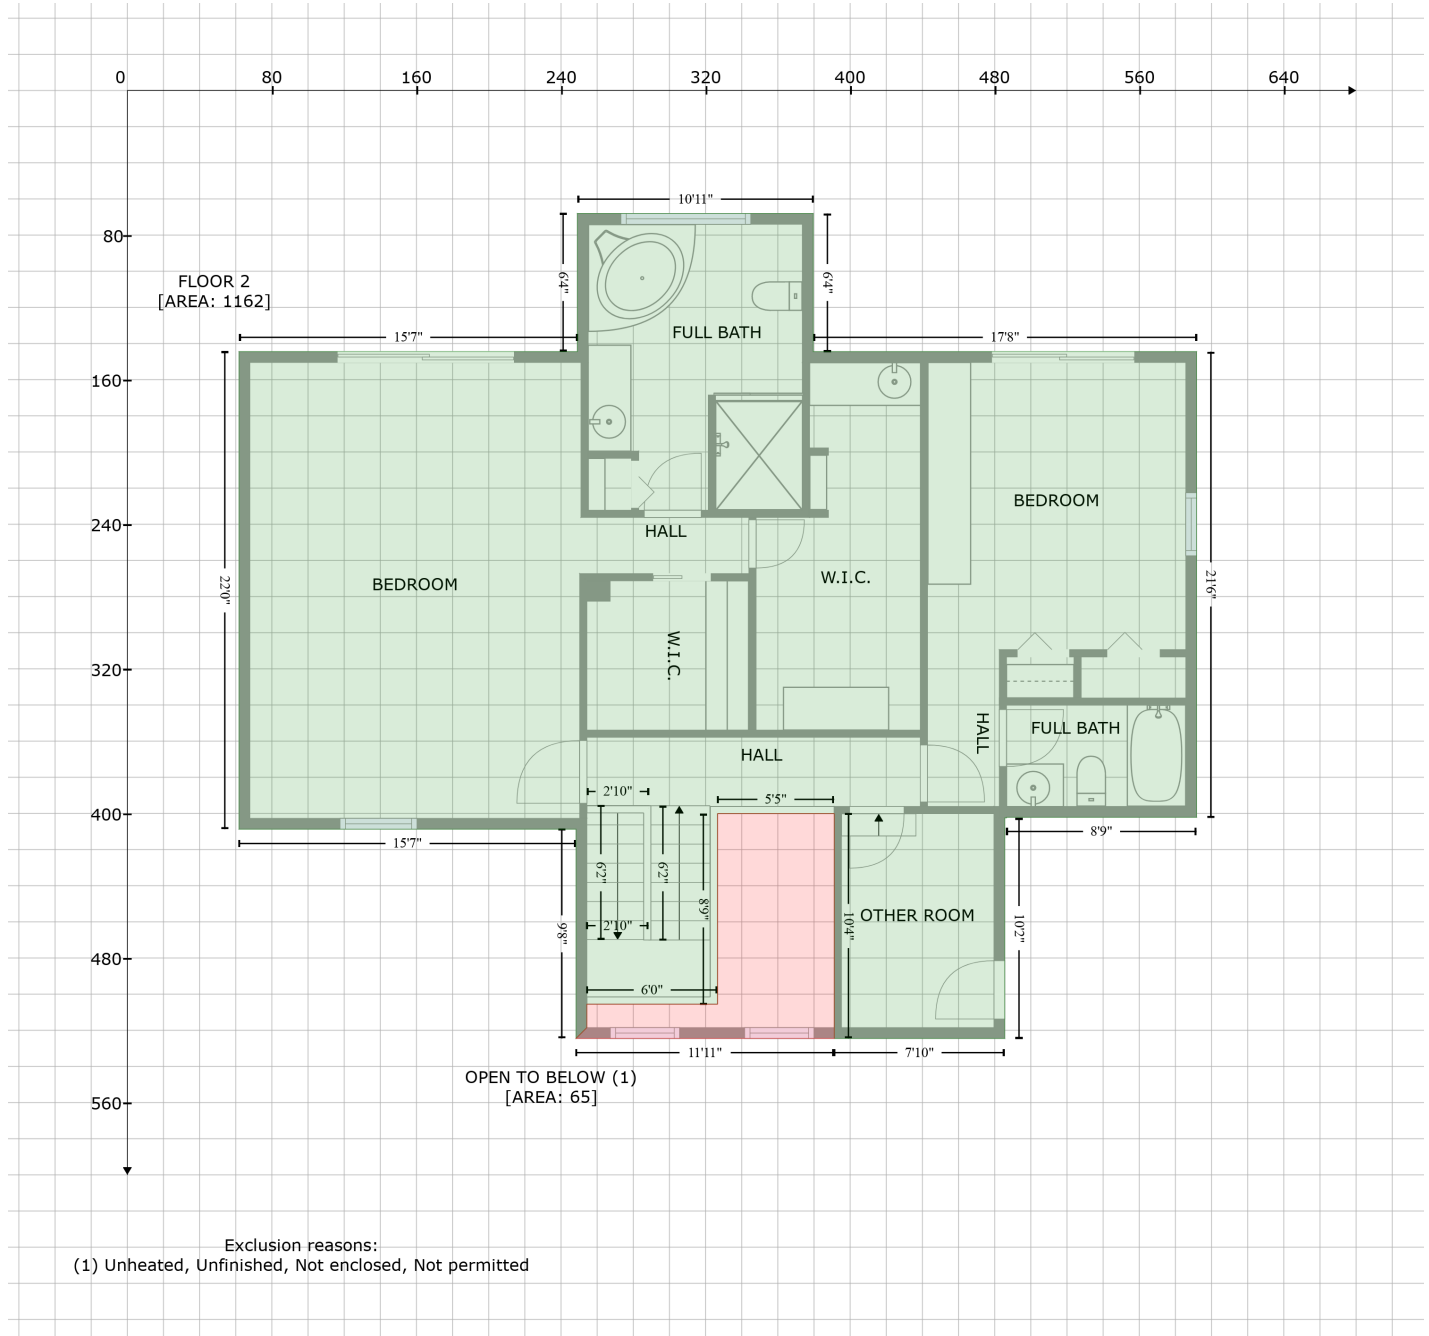 0 80 160 240 320 400 480 560 640
80
160
240
320
400
480
560
10'11"
6'4"
6'4"
FLOOR 2
[AREA: 1162]
15'7"
17'8"
FULL BATH
BEDROOM
HALL
W.I.C.
BEDROOM
22'0"
21'6"
W.I.C.
HALL
FULL BATH
HALL
2'10"
5'5"
15'7"
8'9"
6'2"
6'2"
8'9"
10'4"
OTHER ROOM
10'2"
9'8"
2'10"
6'0"
11'11"
7'10"
OPEN TO BELOW (1)
[AREA: 65]
Exclusion reasons:
(1) Unheated, Unfinished, Not enclosed, Not permitted